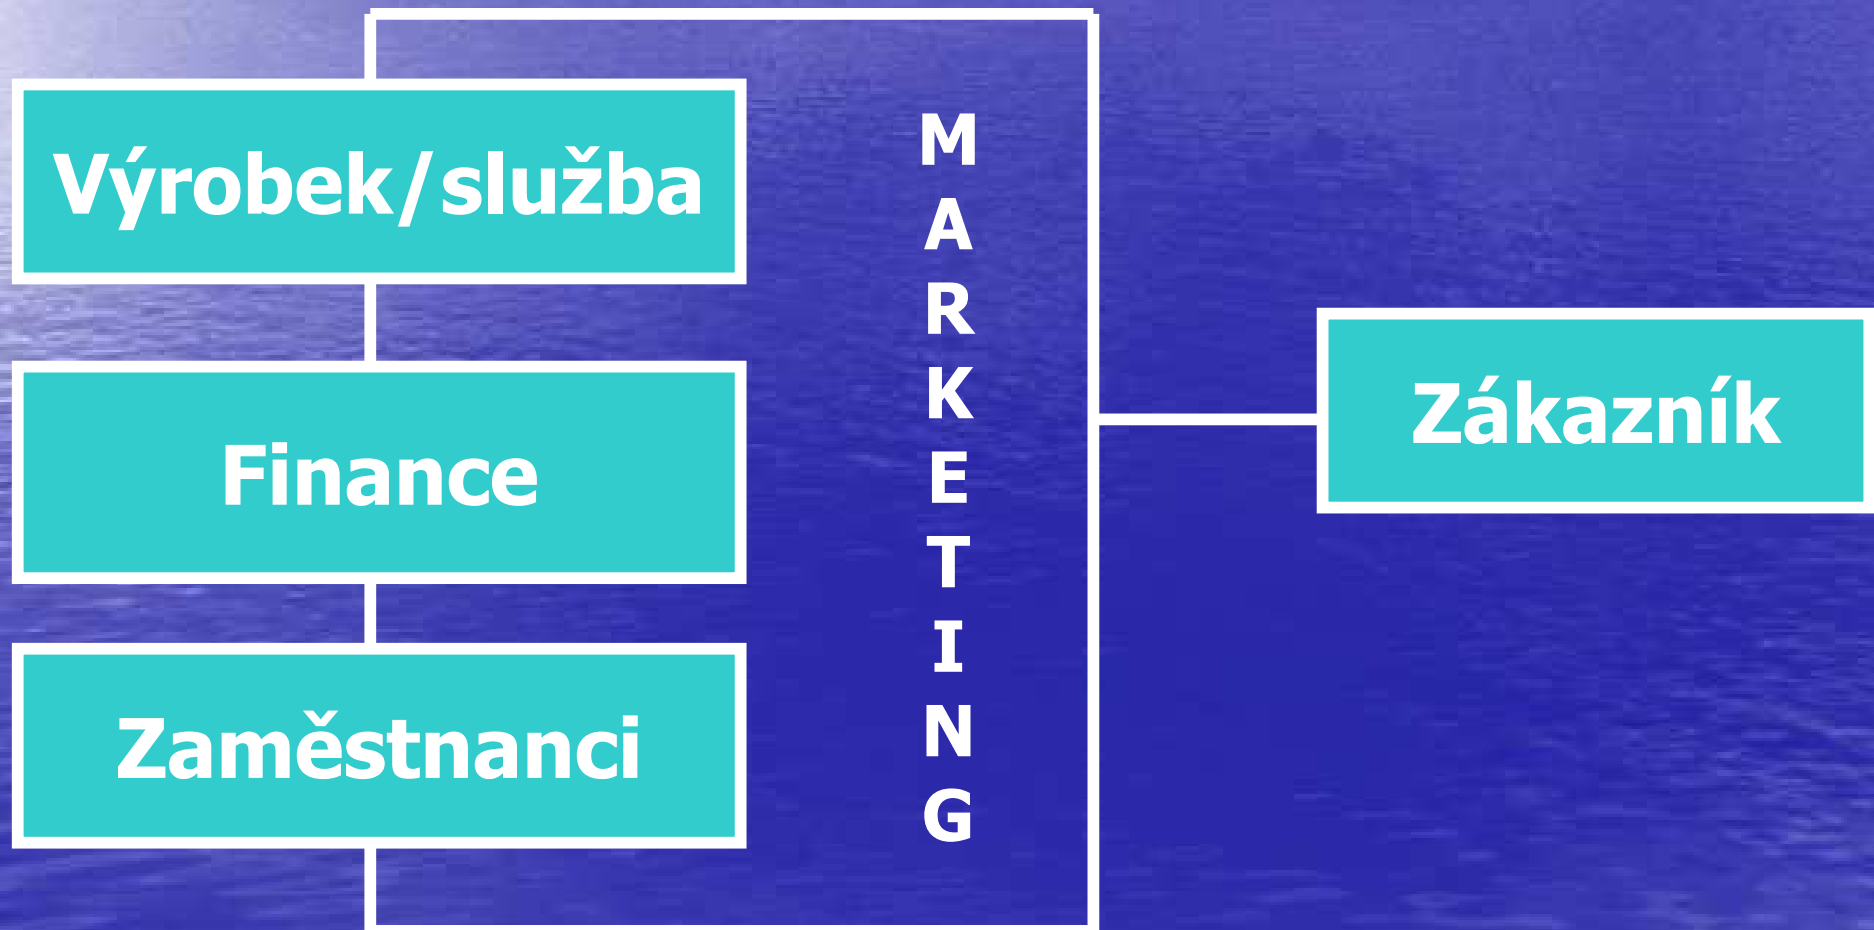 Výrobek/služba
Finance
Zaměstnanci
M
A
R
K
E
T
I
N
G
Zákazník